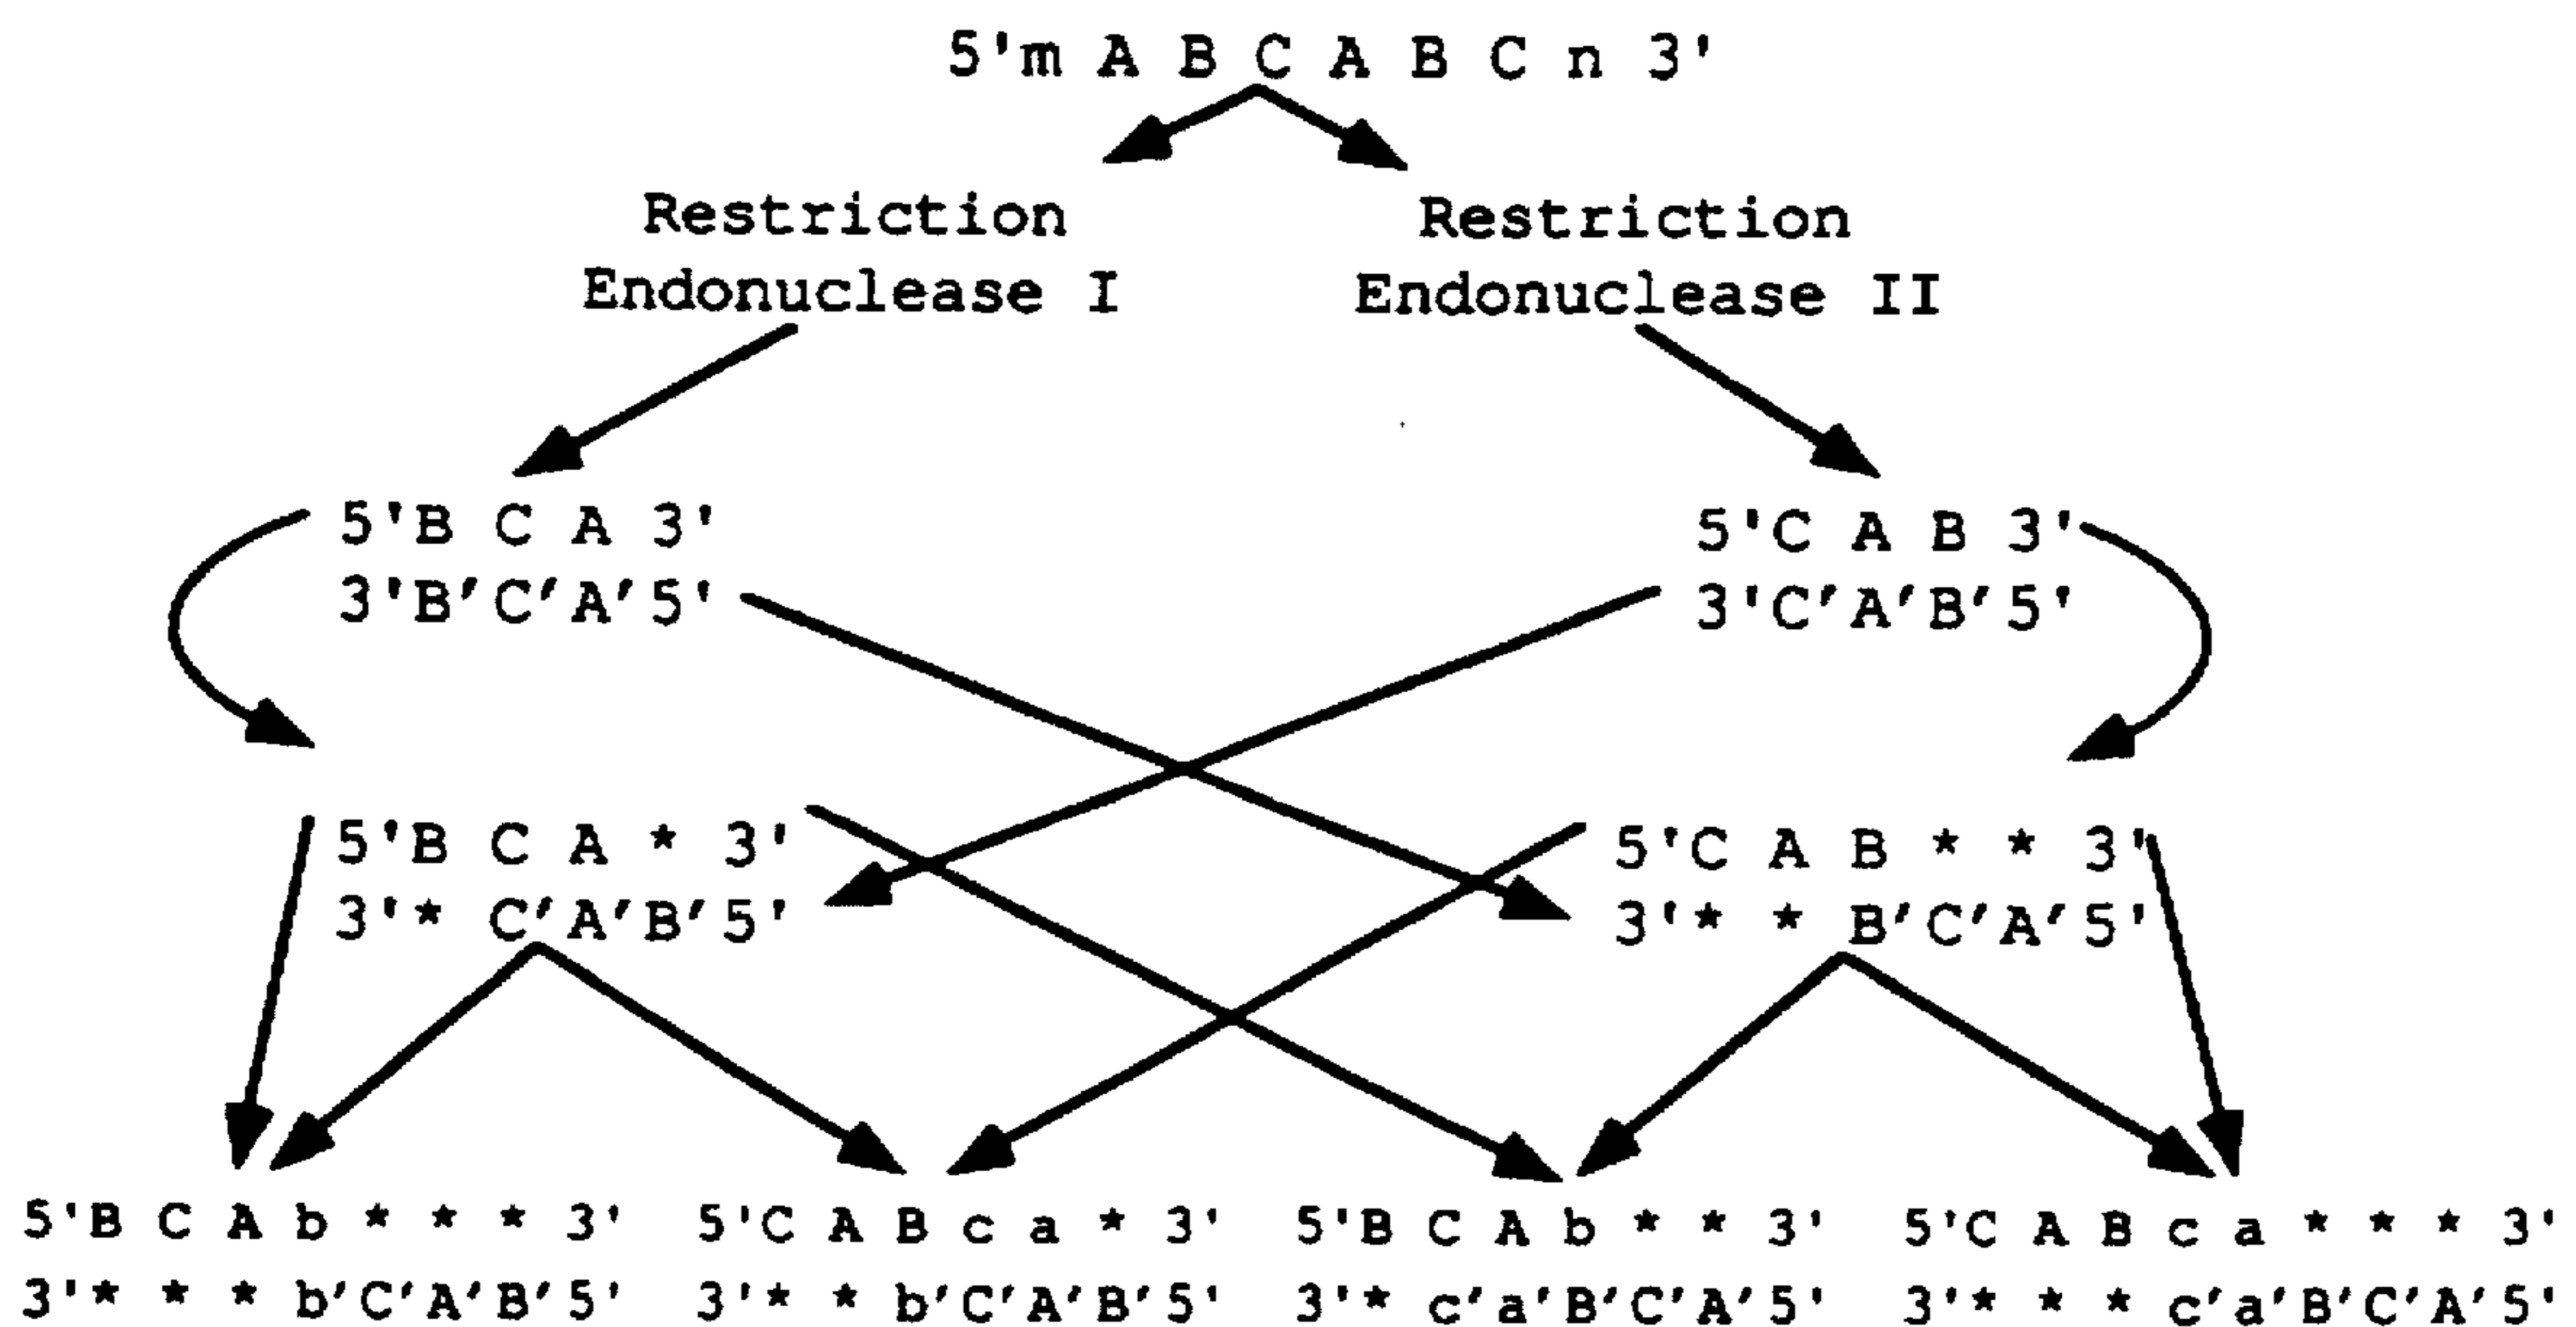 5'm A B C A B C n 3'
Restriction Endonuclease I
Restriction Endonuclease II
5'B C A 3'
3'B′C′A′5'
5'C A B 3'
3'C′A′B′5'
5'B C A * 3'
3'* C′A′B′5'
5'C A B * * 3'
3'* * B′C′A′5'
5'B C A b * * * 3'
3'* * * b′C′A′B′5'
5'C A B c a * 3'
3'* * b′C′A′B′5'
5'B C A b * * 3'
3'* c′a′B′C′A′5'
5'C A B c a * * * 3'
3'* * * c′a′B′C′A′5'